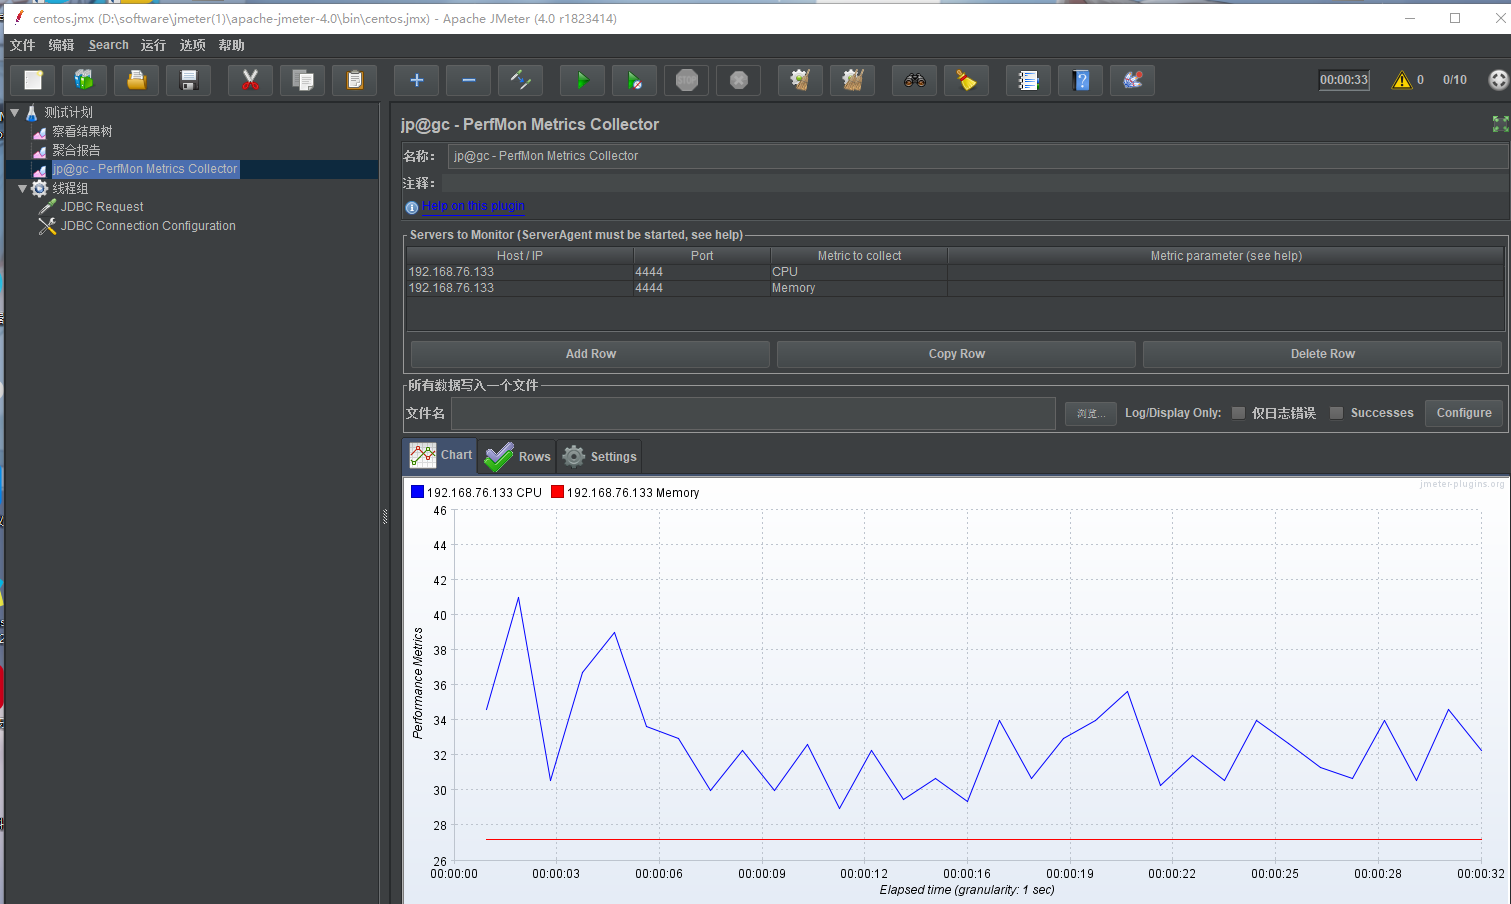 centos.jmx (D:\software\jmeter(1)\apache-jmeter-4.0\bin\centos.jmx) - Apache JMeter (4.0 r1823414)
文件 编辑 Search 运行 选项 帮助
STOP 00:00:33 0 0/10
测试计划
察看结果树
聚合报告
jp@gc - PerfMon Metrics Collector
线程组
JDBC Request
JDBC Connection Configuration
jp@gc - PerfMon Metrics Collector
名称: jp@gc - PerfMon Metrics Collector
注释:
Help on this plugin
Servers to Monitor (ServerAgent must be started, see help)
Host / IP Port Metric to collect Metric parameter (see help)
192.168.76.133 4444 CPU
192.168.76.133 4444 Memory
Add Row Copy Row Delete Row
所有数据写入一个文件
文件名 浏览... Log/Display Only: 仅日志错误 Successes Configure
Chart Rows Settings
jmeter-plugins.org
192.168.76.133 CPU 192.168.76.133 Memory
46
44
42
40
38
36
34
32
30
28
26
Performance Metrics
00:00:00 00:00:03 00:00:06 00:00:09 00:00:12 00:00:16 00:00:19 00:00:22 00:00:25 00:00:28 00:00:32
Elapsed time (granularity: 1 sec)